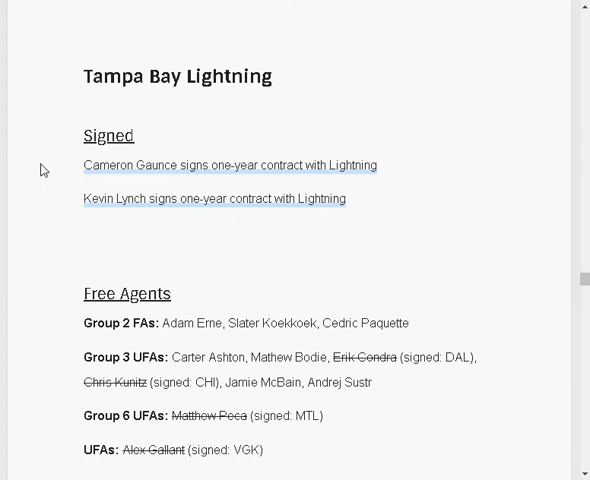 Tampa Bay Lightning
Signed
Cameron Gaunce signs one-year contract with Lightning
Kevin Lynch signs one-year contract with Lightning
Free Agents
Group 2 FAs: Adam Erne, Slater Koekkoek, Cedric Paquette
Group 3 UFAs: Carter Ashton, Mathew Bodie, Erik Condra (signed: DAL),
Chris Kunitz (signed: CHI), Jamie McBain, Andrej Sustr
Group 6 UFAs: Matthew Peca (signed: MTL)
UFAs: Alex Gallant (signed: VGK)